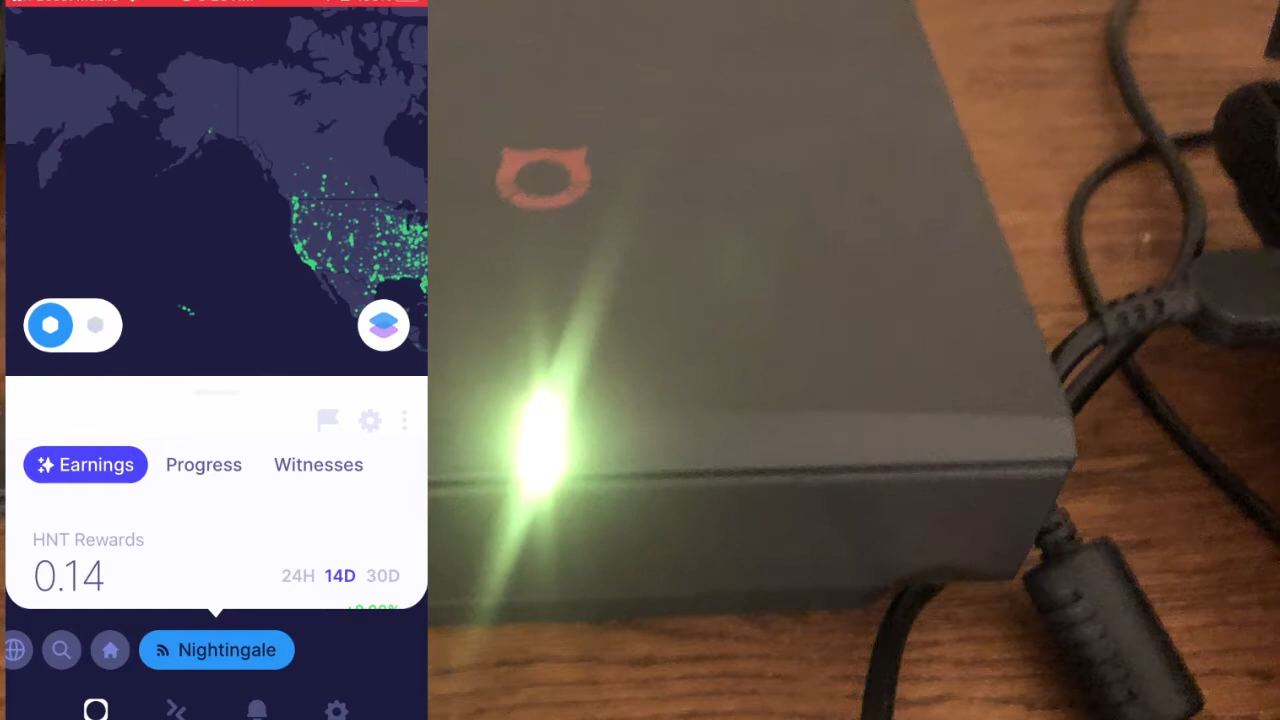 Earnings
Progress
Witnesses
HNT Rewards
0.14
24H 14D 30D
Nightingale